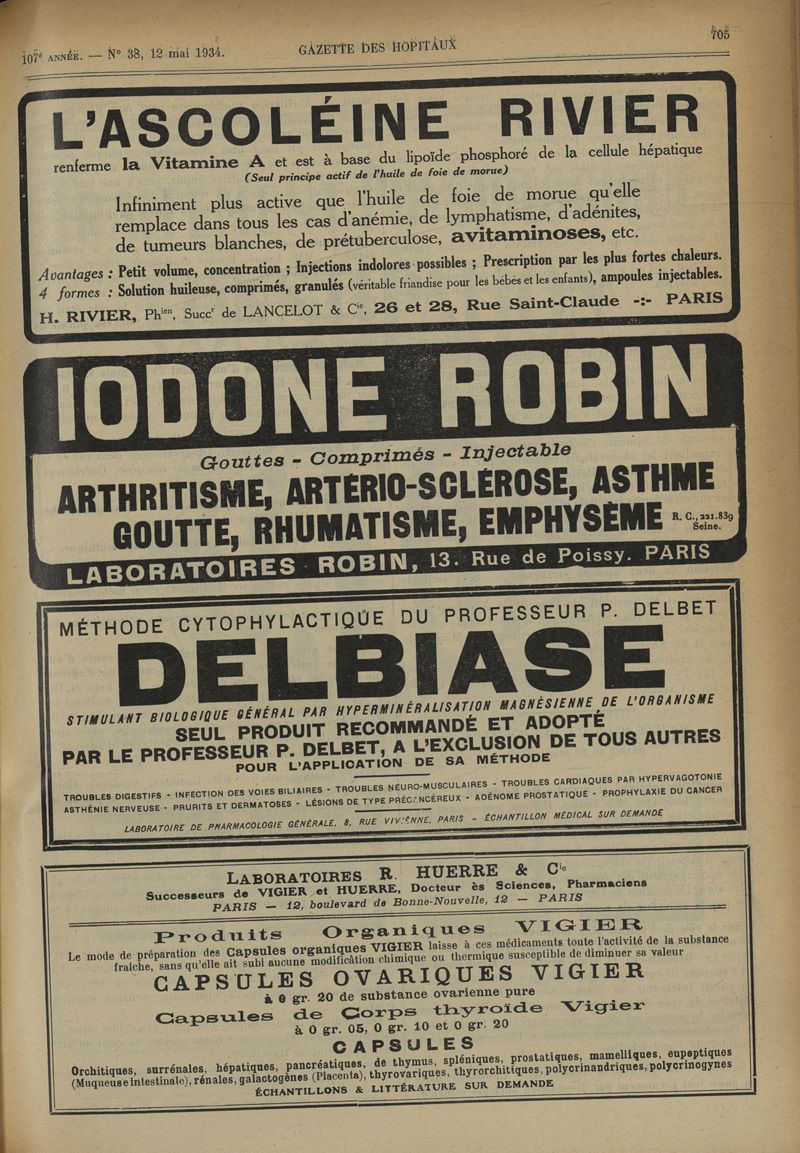 107e ANNÉE. — N° 38, 12 mai 1934.
GAZETTE DES HOPITAUX
705
L'ASCOLÉINE RIVIER
renferme la Vitamine A et est à base du lipoïde phosphoré de la cellule hépatique
(Seul principe actif de l'huile de foie de morue)
Infiniment plus active que l'huile de foie de morue qu'elle
remplace dans tous les cas d'anémie, de lymphatisme, d'adénites,
de tumeurs blanches, de prétuberculose, avitaminoses, etc.
Avantages : Petit volume, concentration ; Injections indolores possibles ; Prescription par les plus fortes chaleurs.
4 formes : Solution huileuse, comprimés, granulés (véritable friandise pour les bébés et les enfants), ampoules injectables.
H. RIVIER, Phien, Succr de LANCELOT & Cie, 26 et 28, Rue Saint-Claude -:- PARIS
IODONE ROBIN
Gouttes - Comprimés - Injectable
ARTHRITISME, ARTÉRIO-SCLÉROSE, ASTHME
GOUTTE, RHUMATISME, EMPHYSÈME R. C., 221.839 Seine.
LABORATOIRES ROBIN, 13. Rue de Poissy. PARIS
MÉTHODE CYTOPHYLACTIQUE DU PROFESSEUR P. DELBET
DELBIASE
STIMULANT BIOLOGIQUE GÉNÉRAL PAR HYPERMINÉRALISATION MAGNÉSIENNE DE L'ORGANISME
SEUL PRODUIT RECOMMANDÉ ET ADOPTÉ
PAR LE PROFESSEUR P. DELBET, A L'EXCLUSION DE TOUS AUTRES
POUR L'APPLICATION DE SA MÉTHODE
TROUBLES DIGESTIFS - INFECTION DES VOIES BILIAIRES - TROUBLES NEURO-MUSCULAIRES - TROUBLES CARDIAQUES PAR HYPERVAGOTONIE
ASTHÉNIE NERVEUSE - PRURITS ET DERMATOSES - LÉSIONS DE TYPE PRÉCANCÉREUX - ADÉNOME PROSTATIQUE - PROPHYLAXIE DU CANCER
LABORATOIRE DE PHARMACOLOGIE GÉNÉRALE, 8, RUE VIVIENNE, PARIS - ÉCHANTILLON MÉDICAL SUR DEMANDE
LABORATOIRES R. HUERRE & Cie
Successeurs de VIGIER et HUERRE, Docteur ès Sciences, Pharmaciens
PARIS — 12, boulevard de Bonne-Nouvelle, 12 — PARIS
Produits Organiques VIGIER
Le mode de préparation des Capsules organiques VIGIER laisse à ces médicaments toute l'activité de la substance
fraîche, sans qu'elle ait subi aucune modification chimique ou thermique susceptible de diminuer sa valeur
CAPSULES OVARIQUES VIGIER
à 0 gr. 20 de substance ovarienne pure
Capsules de Corps thyroïde Vigier
à 0 gr. 05, 0 gr. 10 et 0 gr. 20
CAPSULES
Orchitiques, surrénales, hépatiques, pancréatiques, de thymus, spléniques, prostatiques, mamelliques, eupeptiques
(Muqueuse intestinale), rénales, galactogènes (Placenta), thyrovariques, thyrorchitiques, polycrinandriques, polycrinogynes
ÉCHANTILLONS & LITTÉRATURE SUR DEMANDE